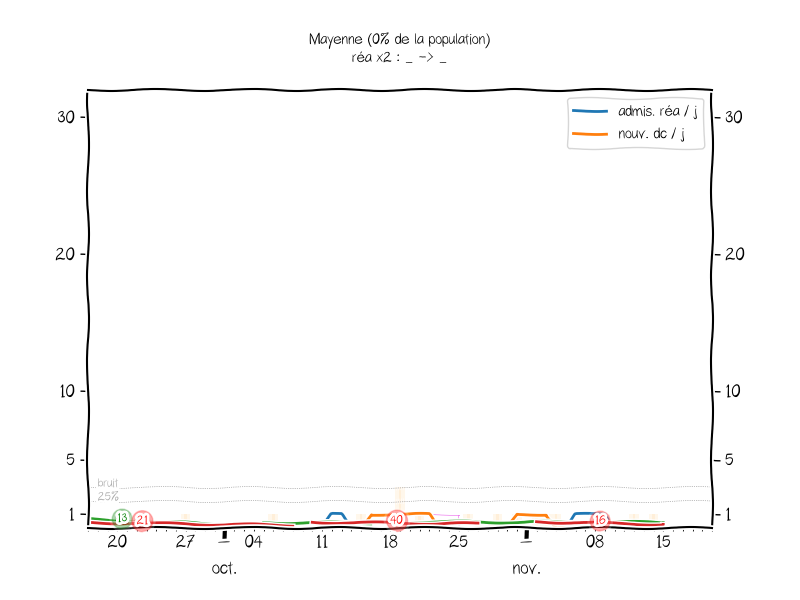 Mayenne (0% de la population)
réa x2 : _ -> _
admis. réa / j
nouv. dc / j
30 30
20 20
10 10
5 5
bruit
25%
1 1
13 21 40 16
20 27 04 11 18 25 08 15
oct. nov.